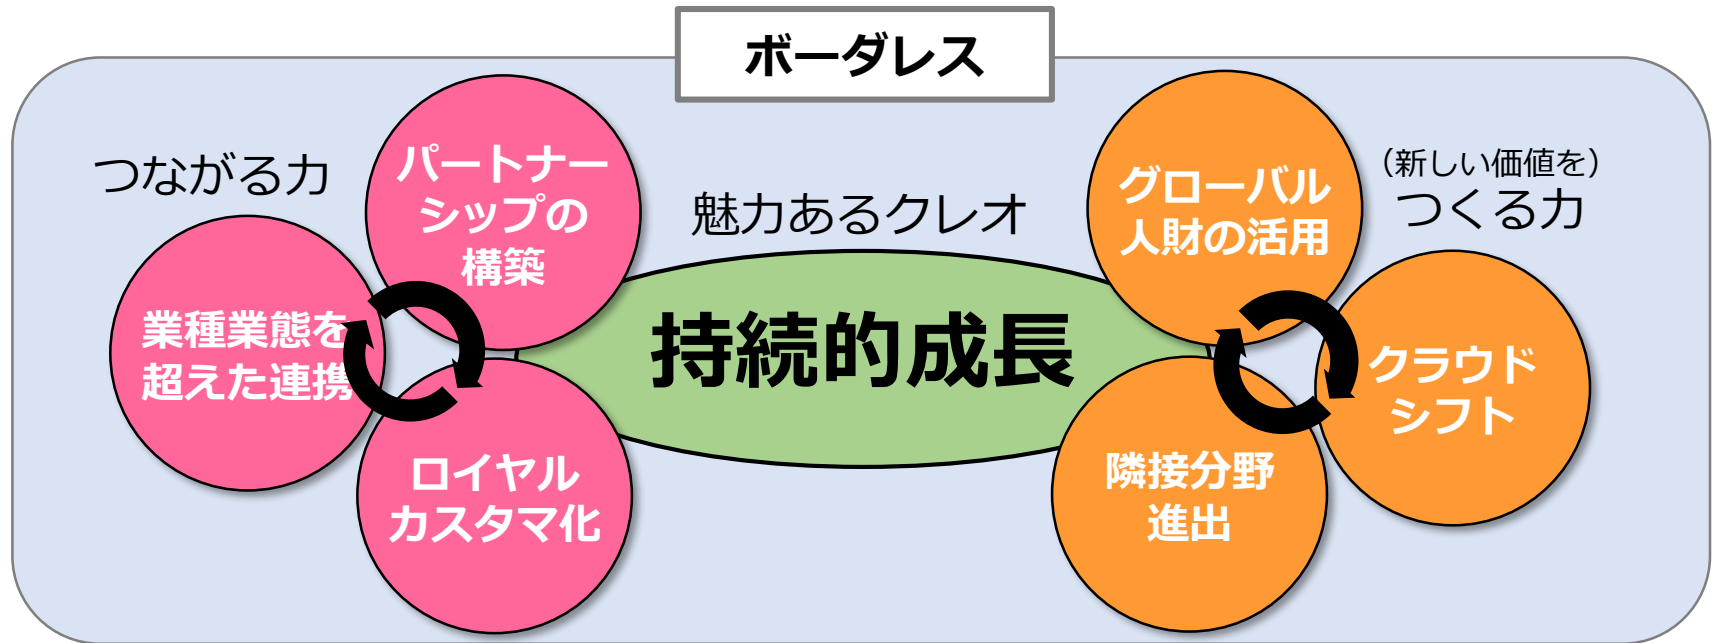 ボーダレス
つながる力
パートナー
シップの
構築
業種業態を
超えた連携
ロイヤル
カスタマ化
魅力あるクレオ
持続的成長
グローバル
人財の活用
（新しい価値を）
つくる力
クラウド
シフト
隣接分野
進出